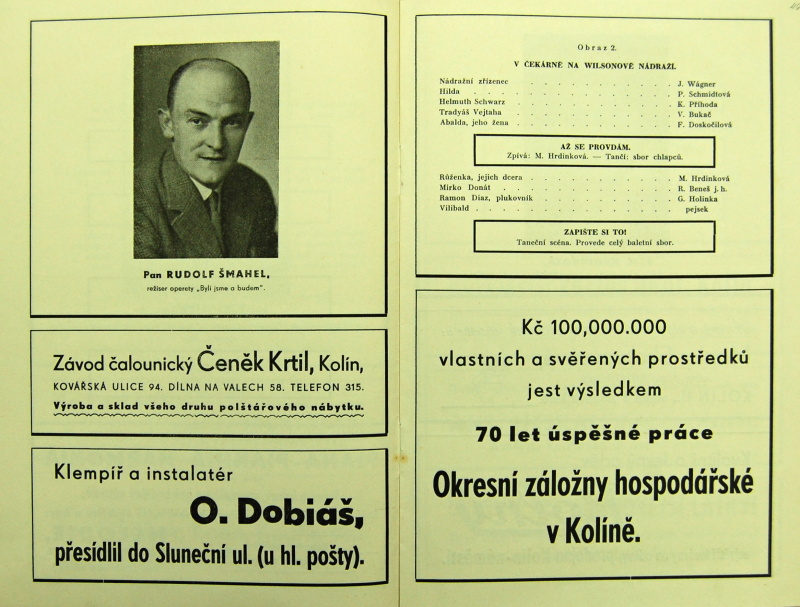 Pan RUDOLF ŠMAHEL,
režiser operety „Byli jsme a budem".
Závod čalounický Čeněk Krtil, Kolín,
KOVÁŘSKÁ ULICE 94. DÍLNA NA VALECH 58. TELEFON 315.
Výroba a sklad všeho druhu polštářového nábytku.
Klempíř a instalatér
O. Dobiáš,
přesídlil do Sluneční ul. (u hl. pošty).
Obraz 2.
V ČEKÁRNĚ NA WILSONOVĚ NÁDRAŽÍ.
Nádražní zřízenec . . . . . . . . . . . . J. Wágner
Hilda . . . . . . . . . . . . P. Schmidtová
Helmuth Schwarz . . . . . . . . . . . . K. Příhoda
Tradyáš Vejtaha . . . . . . . . . . . . V. Bukač
Abalda, jeho žena . . . . . . . . . . . . F. Doskočilová
AŽ SE PROVDÁM.
Zpívá: M. Hrdinková. — Tančí: sbor chlapců.
Růženka, jejich dcera . . . . . . . . . . . . M. Hrdinková
Mirko Donát . . . . . . . . . . . . R. Beneš j. h.
Ramon Diaz, plukovník . . . . . . . . . . . . G. Holinka
Vilibald . . . . . . . . . . . . pejsek
ZAPIŠTE SI TO!
Taneční scéna. Provede celý baletní sbor.
Kč 100,000.000
vlastních a svěřených prostředků
jest výsledkem
70 let úspěšné práce
Okresní záložny hospodářské
v Kolíně.